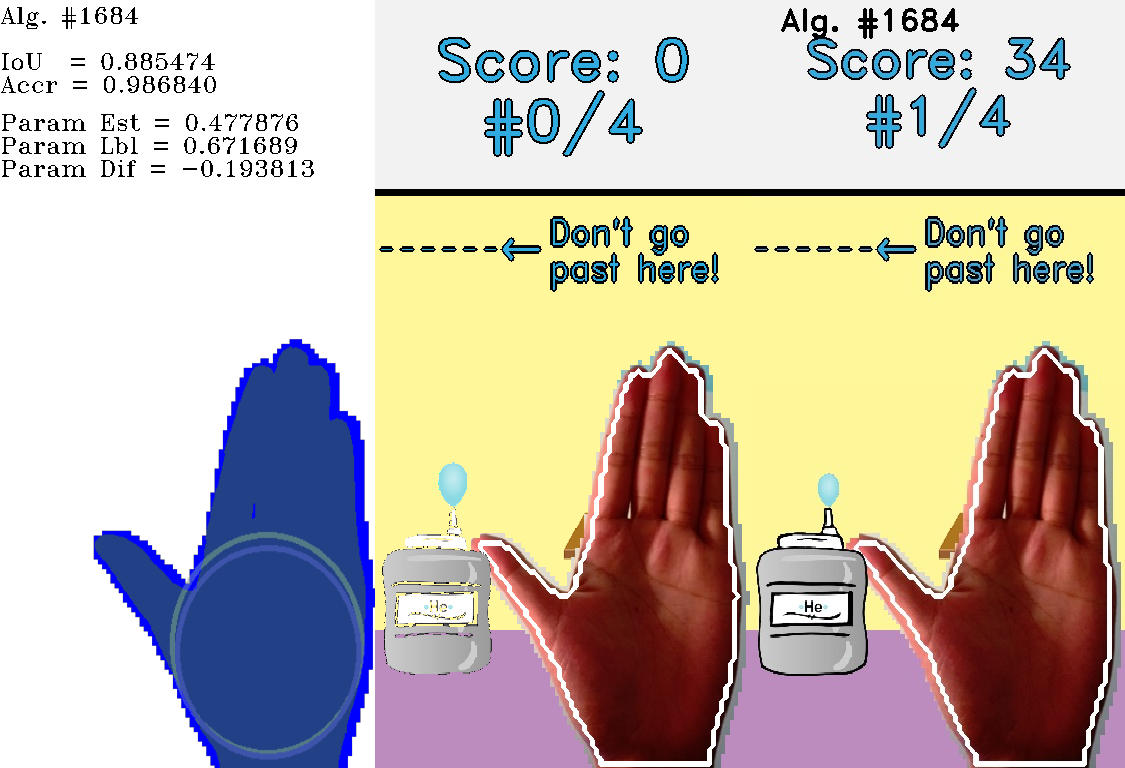 Alg. #1684
IoU = 0.885474
Accr = 0.986840
Param Est = 0.477876
Param Lbl = 0.671689
Param Dif = −0.193813
Score: 0
#0/4
Don't go
past here!
He
Alg. #1684
Score: 34
#1/4
Don't go
past here!
He